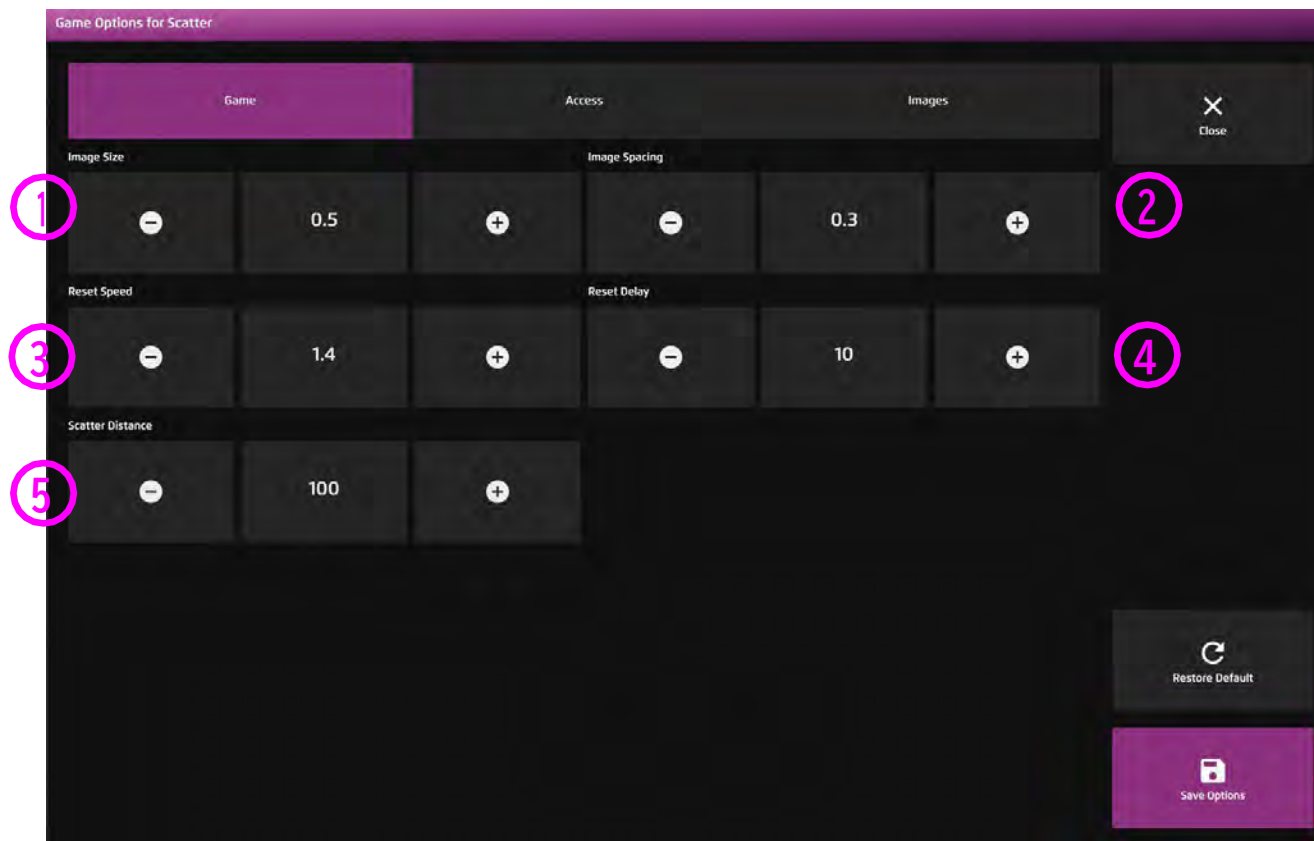 Game Options for Scatter
Game Access Images
Close
Image Size Image Spacing
1 0.5 0.3 2
Reset Speed Reset Delay
3 1.4 10 4
Scatter Distance
5 100
Restore Default
Save Options